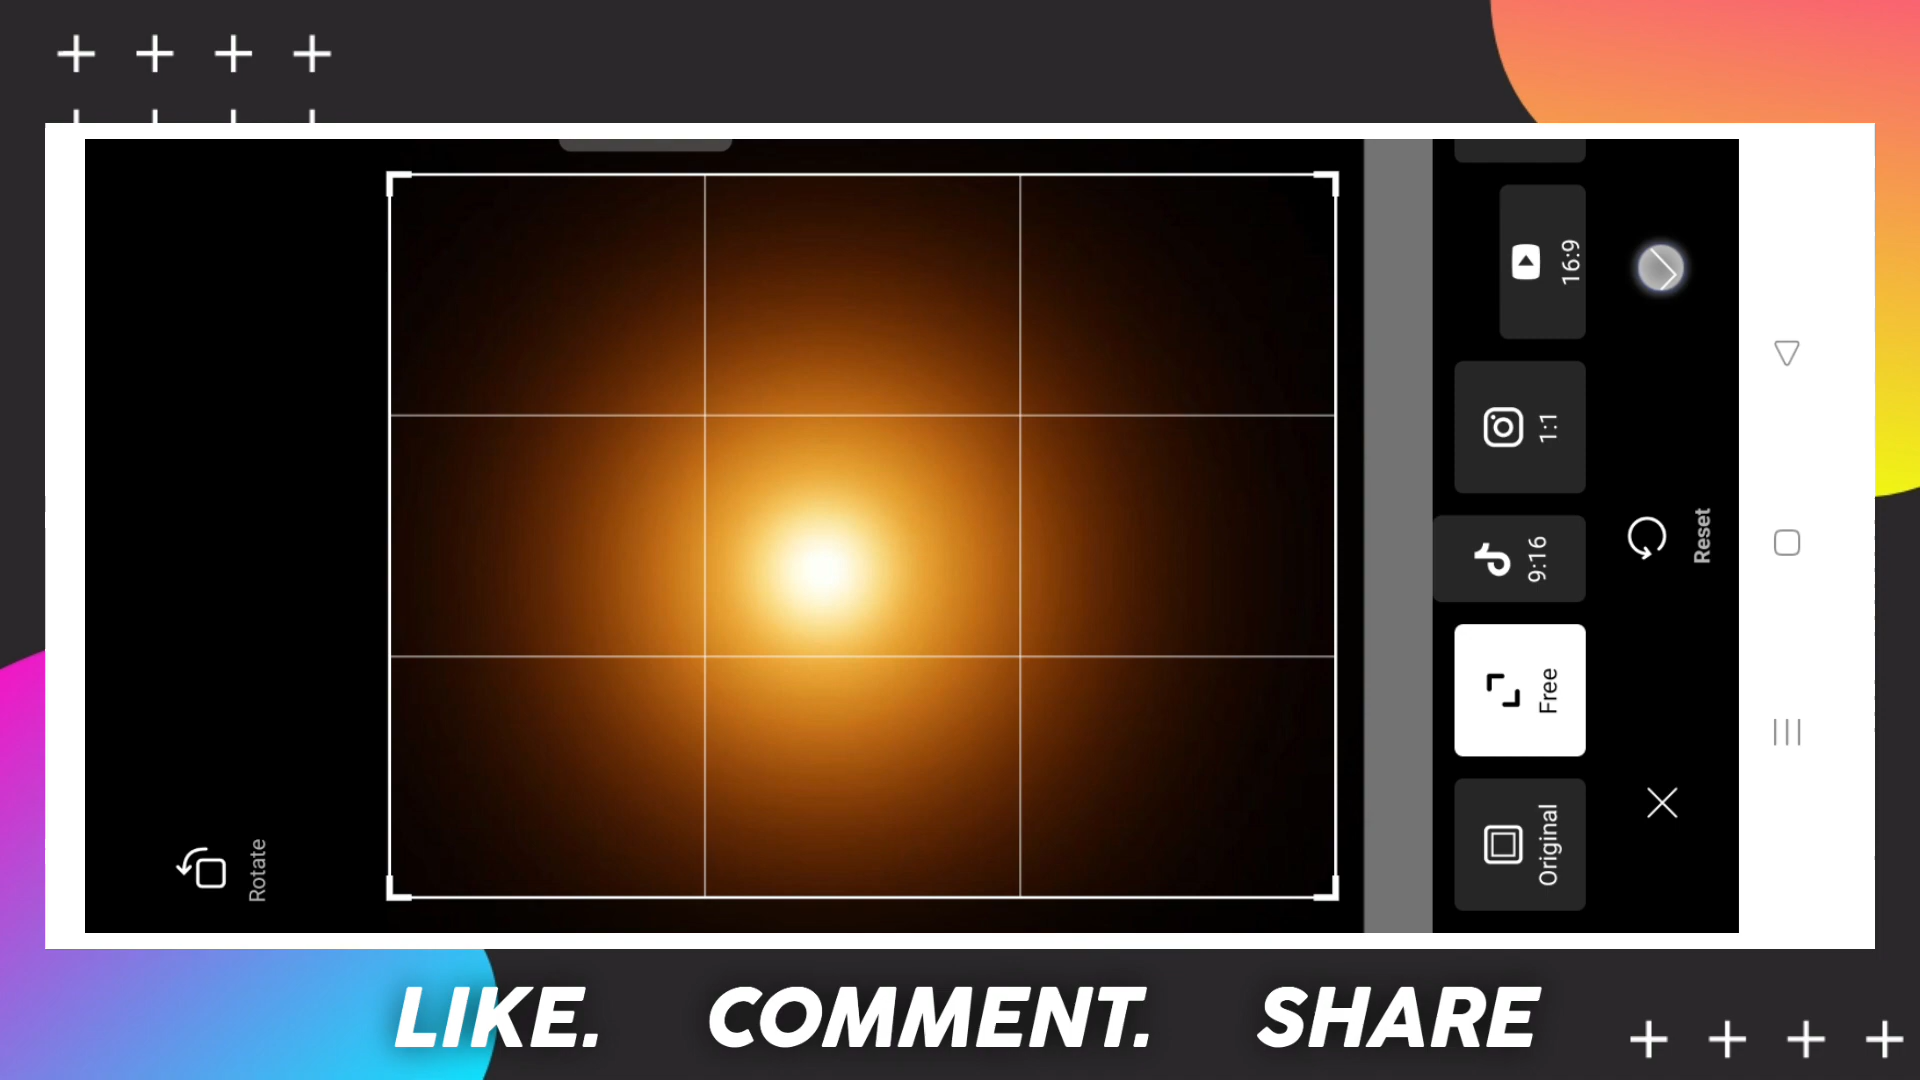 16:9
1:1
9:16
Free
Original
Reset
Rotate
LIKE. COMMENT. SHARE